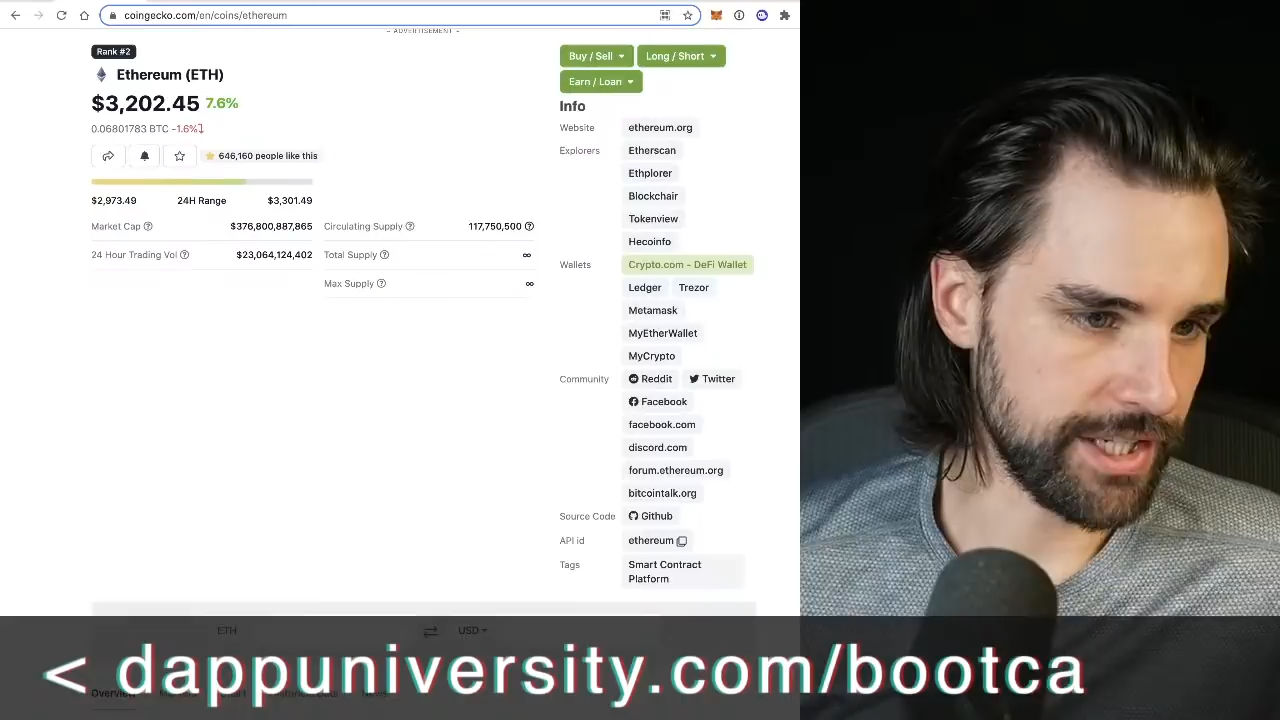 coingecko.com/en/coins/ethereum
- ADVERTISEMENT -
Rank #2
Ethereum (ETH)
$3,202.45 7.6%
0.06801783 BTC -1.6%
646,160 people like this
$2,973.49 24H Range $3,301.49
Market Cap $376,800,887,865 Circulating Supply 117,750,500
24 Hour Trading Vol $23,064,124,402 Total Supply ∞
Max Supply ∞
Buy / Sell Long / Short
Earn / Loan
Info
Website ethereum.org
Explorers Etherscan
Ethplorer
Blockchair
Tokenview
Hecoinfo
Wallets Crypto.com - DeFi Wallet
Ledger Trezor
Metamask
MyEtherWallet
MyCrypto
Community Reddit Twitter
Facebook
facebook.com
discord.com
forum.ethereum.org
bitcointalk.org
Source Code Github
API id ethereum
Tags Smart Contract
Platform
ETH USD
Overview
< dappuniversity.com/bootca